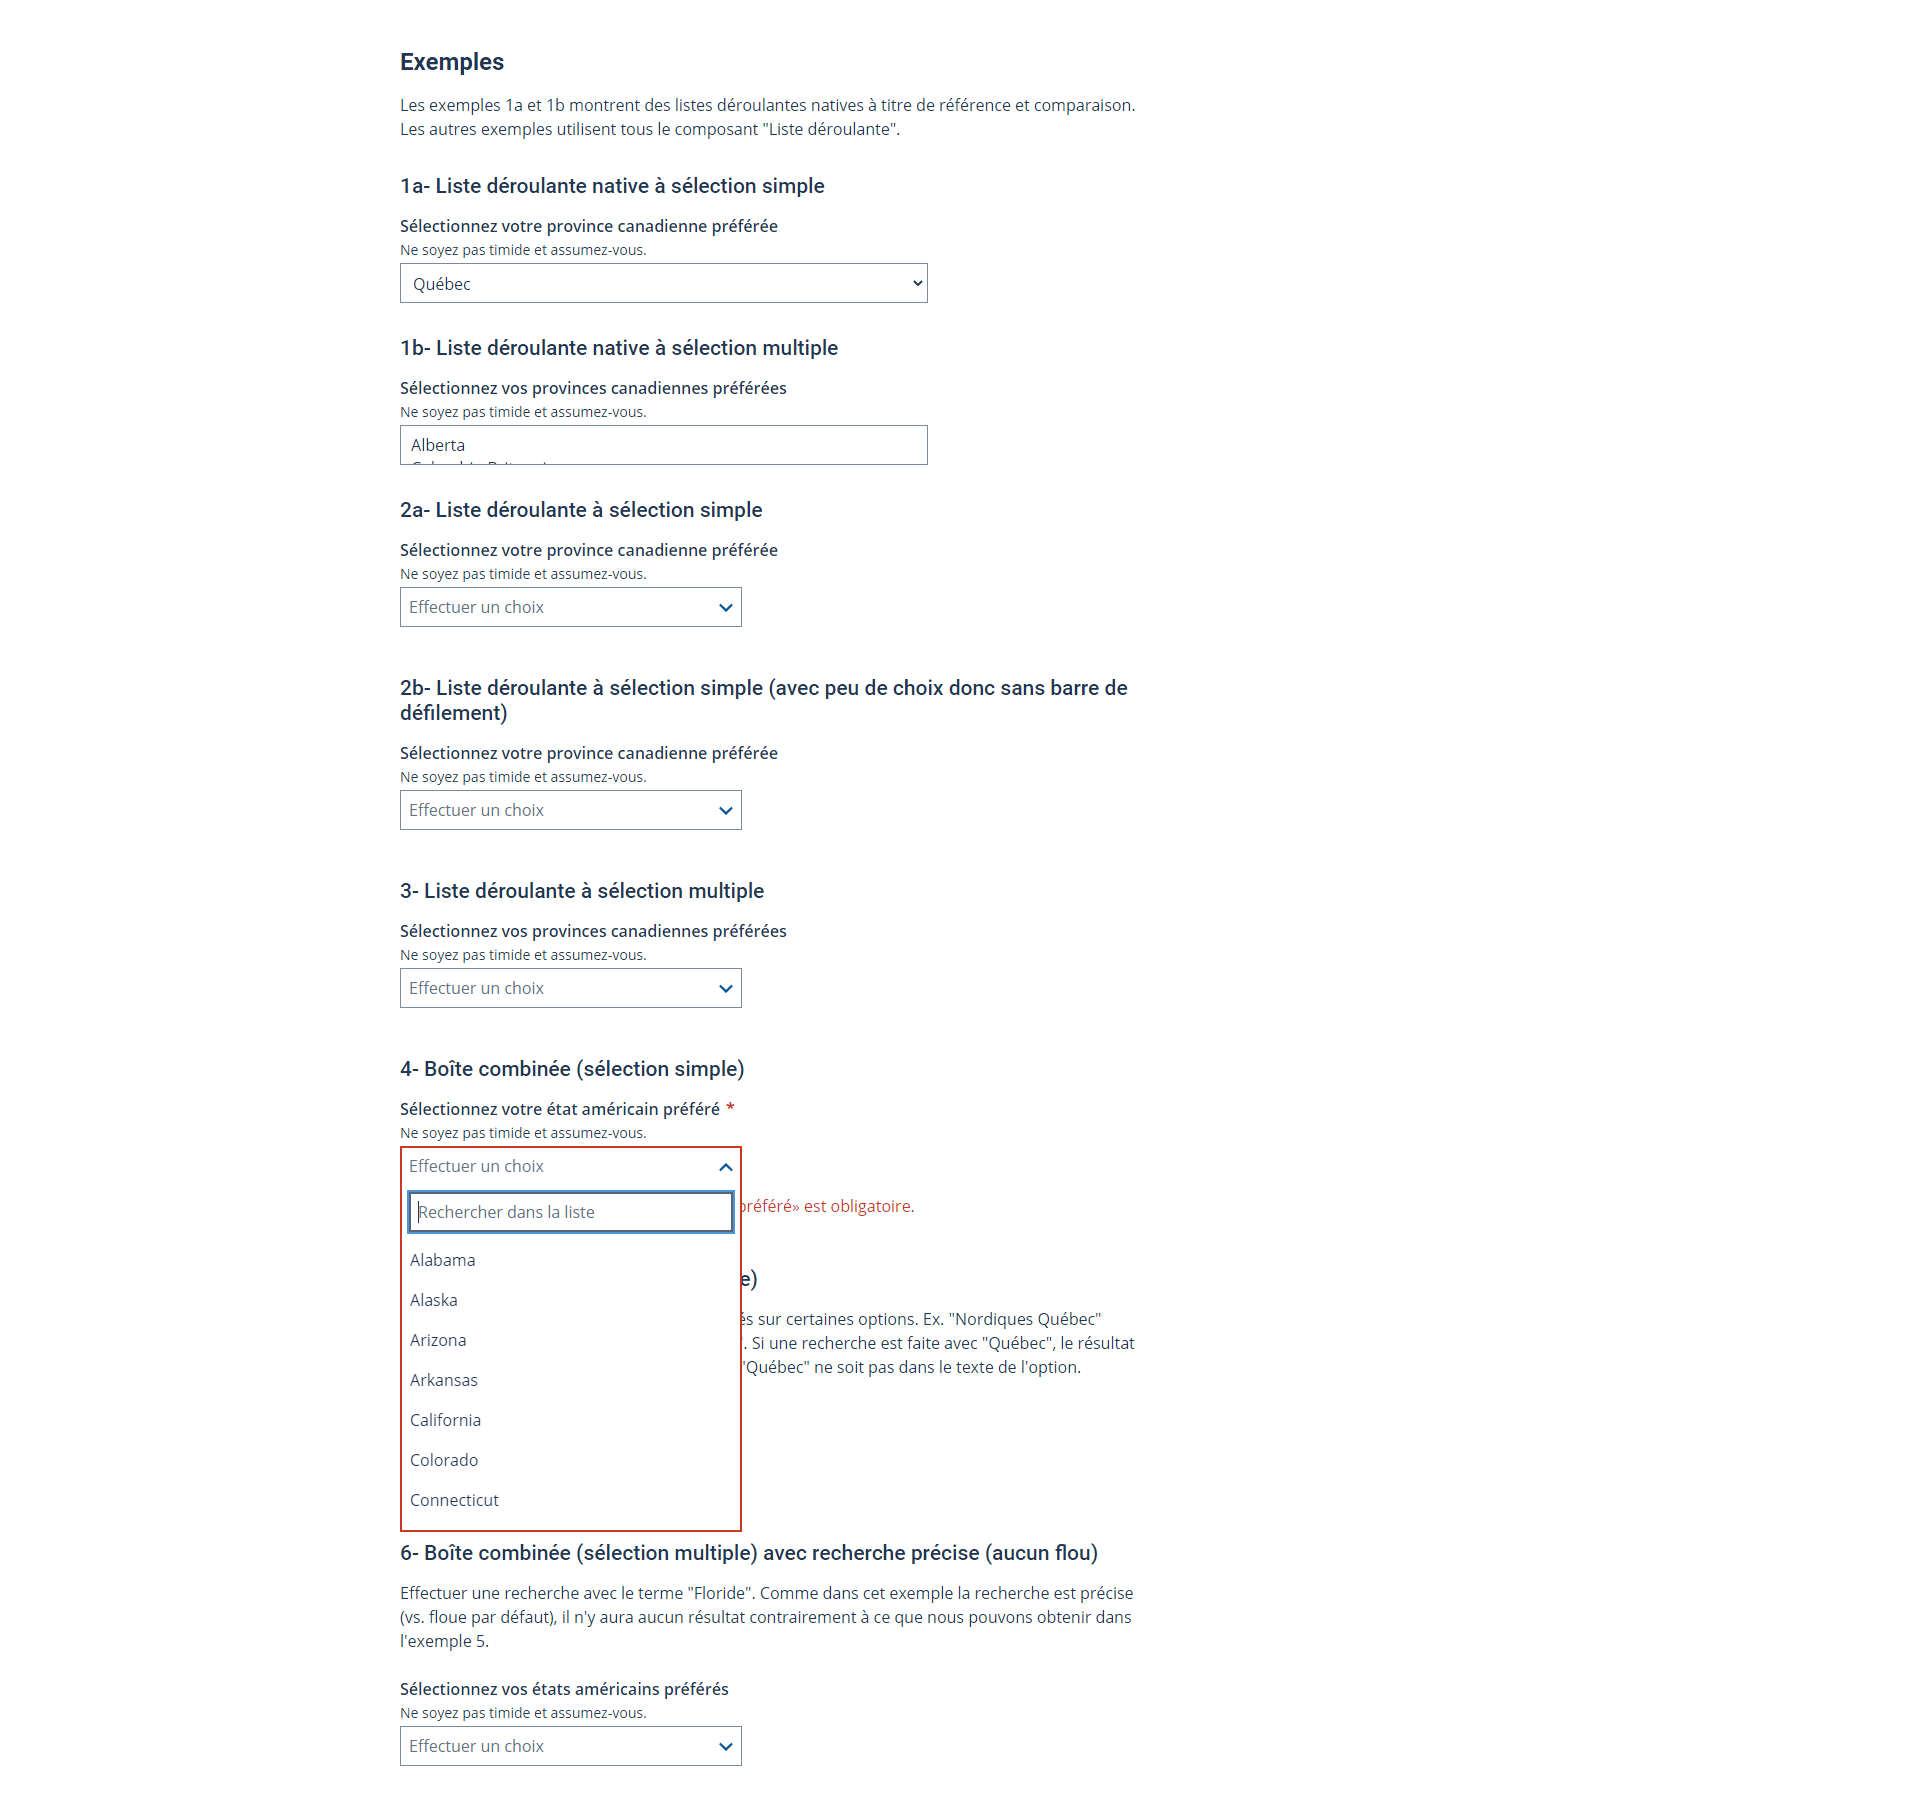 Exemples
Les exemples 1a et 1b montrent des listes déroulantes natives à titre de référence et comparaison.
Les autres exemples utilisent tous le composant "Liste déroulante".
1a- Liste déroulante native à sélection simple
Sélectionnez votre province canadienne préférée
Ne soyez pas timide et assumez-vous.
Québec
1b- Liste déroulante native à sélection multiple
Sélectionnez vos provinces canadiennes préférées
Ne soyez pas timide et assumez-vous.
Alberta
2a- Liste déroulante à sélection simple
Sélectionnez votre province canadienne préférée
Ne soyez pas timide et assumez-vous.
Effectuer un choix
2b- Liste déroulante à sélection simple (avec peu de choix donc sans barre de
défilement)
Sélectionnez votre province canadienne préférée
Ne soyez pas timide et assumez-vous.
Effectuer un choix
3- Liste déroulante à sélection multiple
Sélectionnez vos provinces canadiennes préférées
Ne soyez pas timide et assumez-vous.
Effectuer un choix
4- Boîte combinée (sélection simple)
Sélectionnez votre état américain préféré *
Ne soyez pas timide et assumez-vous.
Effectuer un choix
préféré» est obligatoire.
Rechercher dans la liste
Alabama
e)
Alaska
és sur certaines options. Ex. "Nordiques Québec"
Arizona
". Si une recherche est faite avec "Québec", le résultat
"Québec" ne soit pas dans le texte de l'option.
Arkansas
California
Colorado
Connecticut
6- Boîte combinée (sélection multiple) avec recherche précise (aucun flou)
Effectuer une recherche avec le terme "Floride". Comme dans cet exemple la recherche est précise
(vs. floue par défaut), il n'y aura aucun résultat contrairement à ce que nous pouvons obtenir dans
l'exemple 5.
Sélectionnez vos états américains préférés
Ne soyez pas timide et assumez-vous.
Effectuer un choix